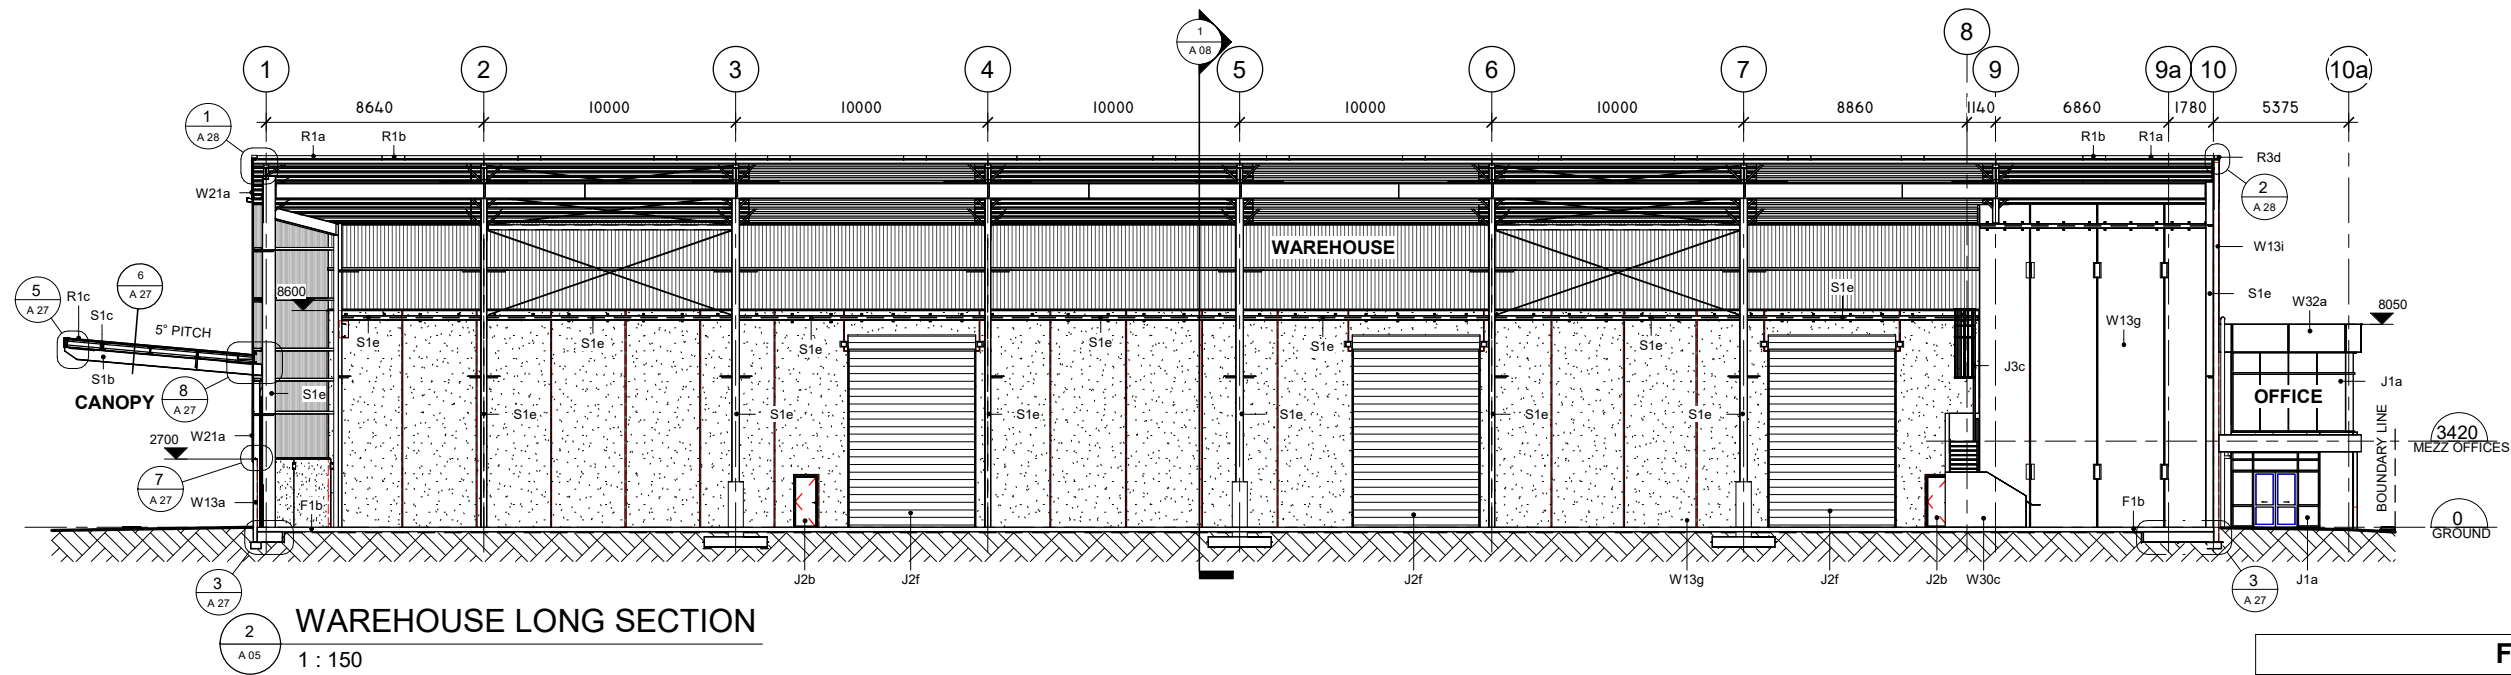 1
A 08
1
2
3
4
5
6
7
8
9
9a
10
10a
8640
10000
10000
10000
10000
10000
8860
1140
6860
1780
5375
1
A 28
R1a
R1b
R1b
R1a
R3d
W21a
2
A 28
WAREHOUSE
W13i
6
A 27
5
A 27
R1c
8600
S1e
S1e
W32a
8050
S1c
5° PITCH
W13g
S1e
S1e
S1e
S1e
S1e
S1e
J3c
S1b
J1a
CANOPY
8
A 27
S1e
OFFICE
S1e
S1e
S1e
S1e
S1e
S1e
W21a
2700
3420
MEZZ OFFICES
BOUNDARY LINE
7
A 27
W13a
F1b
F1b
0
GROUND
3
A 27
J2b
J2f
J2f
W13g
J2f
J2b
W30c
3
A 27
J1a
2
A 05
WAREHOUSE LONG SECTION
1 : 150
F